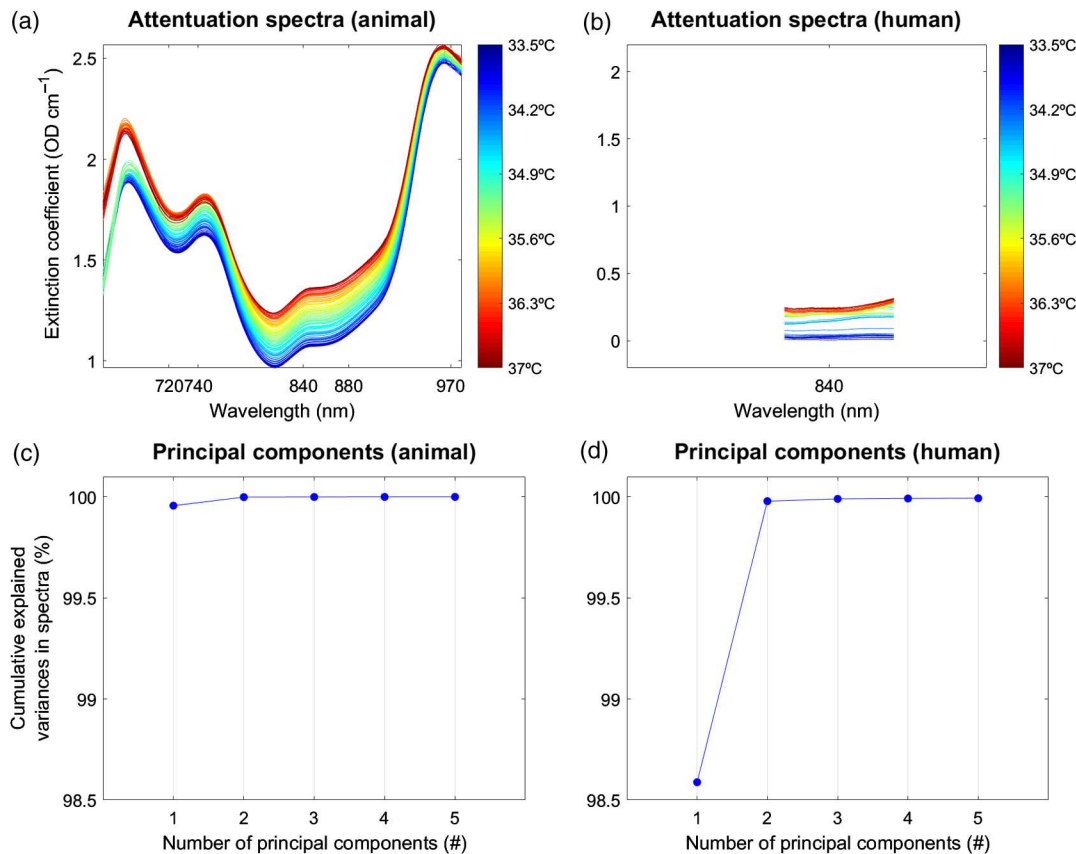 (a) Attentuation spectra (animal)
2.5
2
1.5
1
Extinction coefficient (OD cm⁻¹)
720 740 840 880 970
Wavelength (nm)
33.5ºC
34.2ºC
34.9ºC
35.6ºC
36.3ºC
37ºC
(b) Attentuation spectra (human)
2
1.5
1
0.5
0
840
Wavelength (nm)
33.5ºC
34.2ºC
34.9ºC
35.6ºC
36.3ºC
37ºC
(c) Principal components (animal)
100
99.5
99
98.5
Cumulative explained
variances in spectra (%)
1 2 3 4 5
Number of principal components (#)
(d) Principal components (human)
100
99.5
99
98.5
1 2 3 4 5
Number of principal components (#)